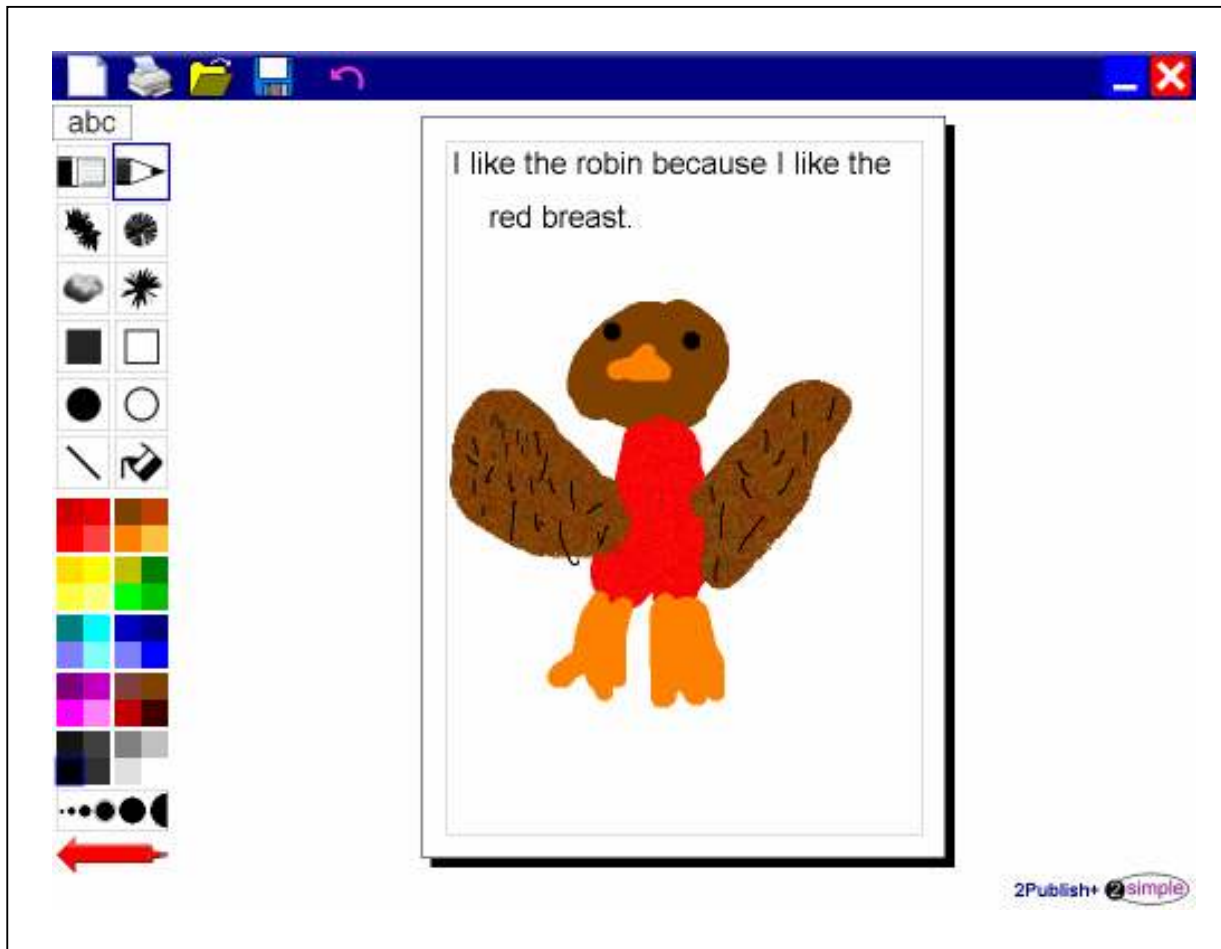 abc
I like the robin because I like the
red breast.
2Publish+ 2simple